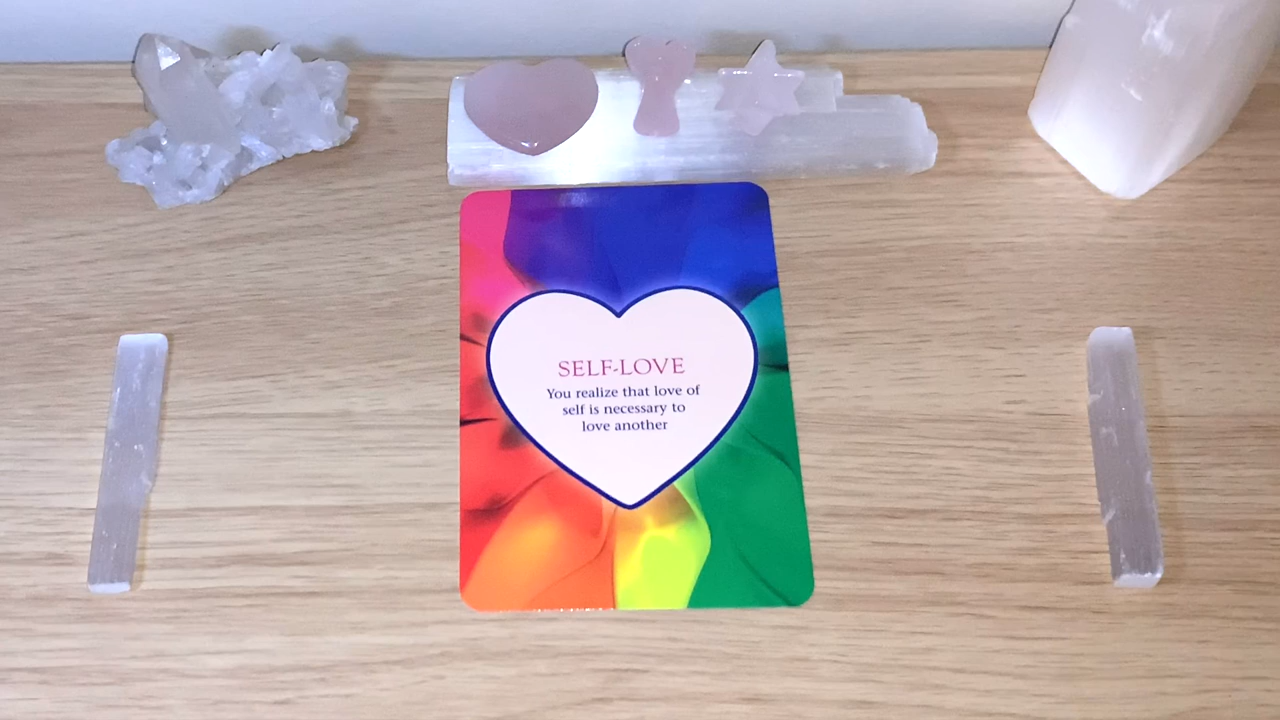 SELF-LOVE
You realize that love of
self is necessary to
love another